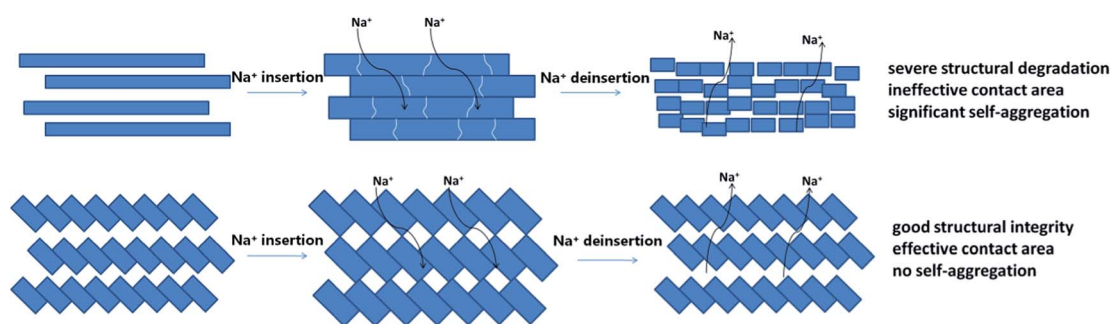 Na⁺ Na⁺
Na⁺ insertion
Na⁺ deinsertion
Na⁺ Na⁺
severe structural degradation
ineffective contact area
significant self-aggregation
Na⁺ Na⁺
Na⁺ insertion
Na⁺ deinsertion
Na⁺ Na⁺
good structural integrity
effective contact area
no self-aggregation